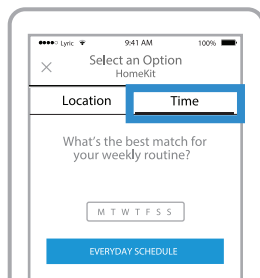 Lyric 9:41 AM 100%
Select an Option
HomeKit
Location Time
What's the best match for
your weekly routine?
M T W T F S S
EVERYDAY SCHEDULE